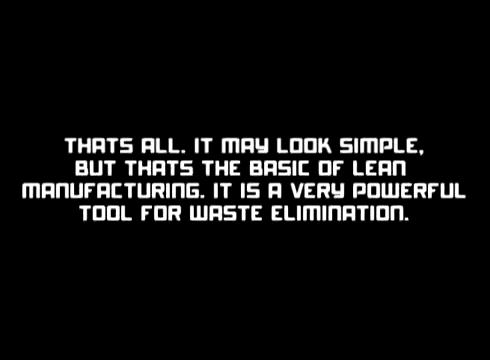 THATS ALL. IT MAY LOOK SIMPLE,
BUT THATS THE BASIC OF LEAN
MANUFACTURING. IT IS A VERY POWERFUL
TOOL FOR WASTE ELIMINATION.